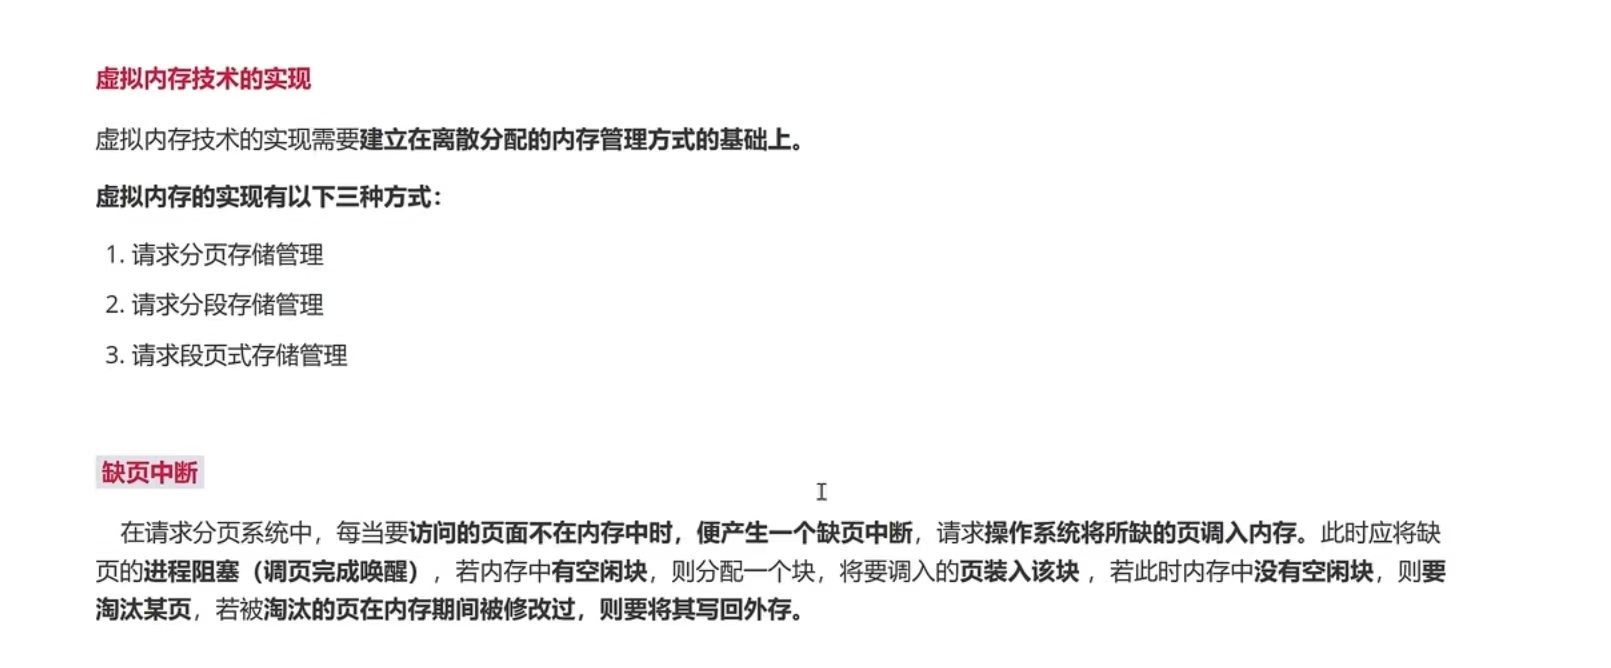 虚拟内存技术的实现
虚拟内存技术的实现需要建立在离散分配的内存管理方式的基础上。
虚拟内存的实现有以下三种方式：
1. 请求分页存储管理
2. 请求分段存储管理
3. 请求段页式存储管理
缺页中断
在请求分页系统中，每当要访问的页面不在内存中时，便产生一个缺页中断，请求操作系统将所缺的页调入内存。此时应将缺
页的进程阻塞（调页完成唤醒），若内存中有空闲块，则分配一个块，将要调入的页装入该块，若此时内存中没有空闲块，则要
淘汰某页，若被淘汰的页在内存期间被修改过，则要将其写回外存。